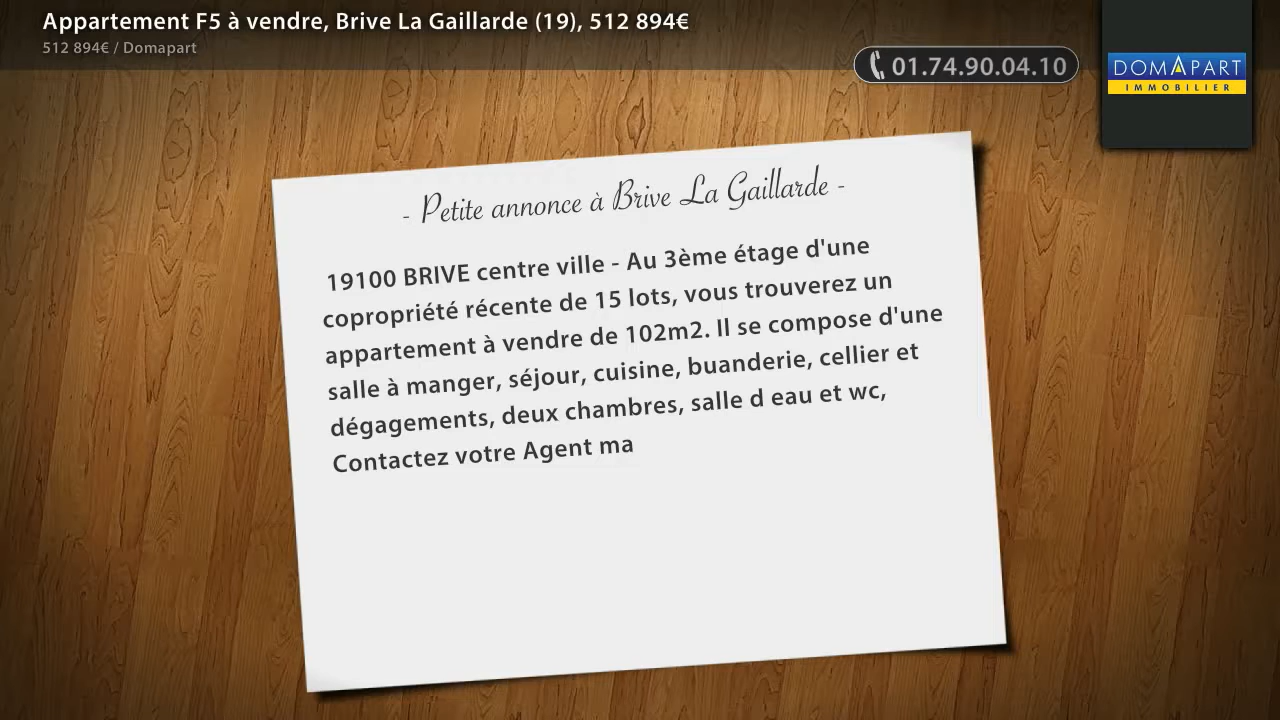 Appartement F5 à vendre, Brive La Gaillarde (19), 512 894€
512 894€ / Domapart
01.74.90.04.10
DOMAPART
IMMOBILIER
- Petite annonce à Brive La Gaillarde -
19100 BRIVE centre ville - Au 3ème étage d'une
copropriété récente de 15 lots, vous trouverez un
appartement à vendre de 102m2. Il se compose d'une
salle à manger, séjour, cuisine, buanderie, cellier et
dégagements, deux chambres, salle d eau et wc,
Contactez votre Agent ma